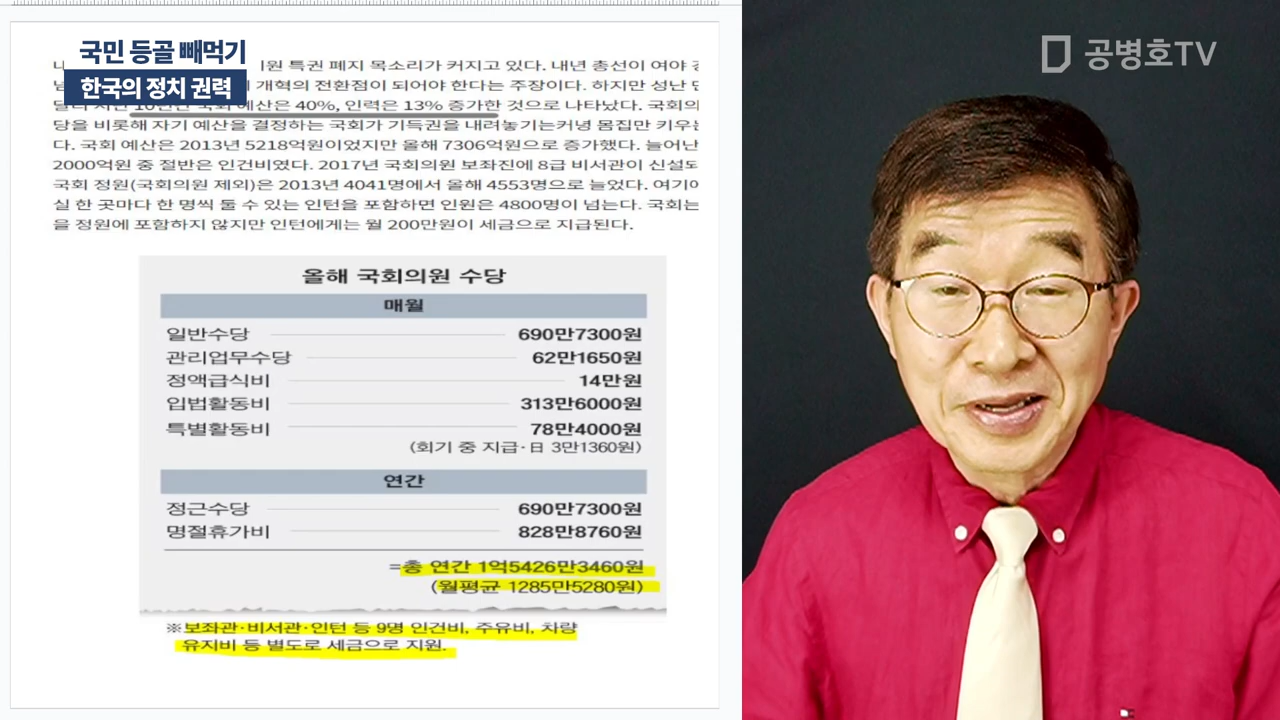 국민 등골 빼먹기
한국의 정치 권력
공병호TV
특권 폐지 목소리가 커지고 있다. 내년 총선이 여야
개혁의 전환점이 되어야 한다는 주장이다. 하지만 성난
예산은 40%, 인력은 13% 증가한 것으로 나타났다. 국회의
당을 비롯해 자기 예산을 결정하는 국회가 기득권을 내려놓기는커녕 몸집만 키우는
다. 국회 예산은 2013년 5218억원이었지만 올해 7306억원으로 증가했다. 늘어난
2000억원 중 절반은 인건비였다. 2017년 국회의원 보좌진에 8급 비서관이 신설되
국회 정원(국회의원 제외)은 2013년 4041명에서 올해 4553명으로 늘었다. 여기에
실 한 곳마다 한 명씩 둘 수 있는 인턴을 포함하면 인원은 4800명이 넘는다. 국회는
을 정원에 포함하지 않지만 인턴에게는 월 200만원이 세금으로 지급된다.
올해 국회의원 수당
매월
일반수당 690만7300원
관리업무수당 62만1650원
정액급식비 14만원
입법활동비 313만6000원
특별활동비 78만4000원
(회기 중 지급·日 3만1360원)
연간
정근수당 690만7300원
명절휴가비 828만8760원
=총 연간 1억5426만3460원
(월평균 1285만5280원)
※보좌관·비서관·인턴 등 9명 인건비, 주유비, 차량
유지비 등 별도로 세금으로 지원.